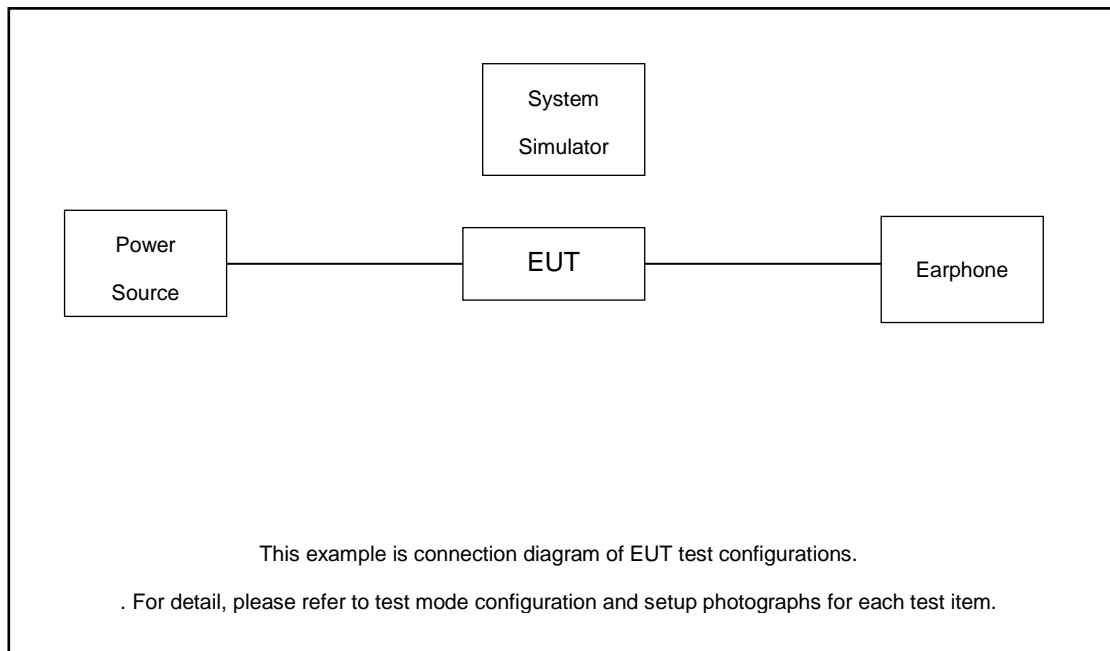 System
Simulator
Power
Source
EUT
Earphone
This example is connection diagram of EUT test configurations.
. For detail, please refer to test mode configuration and setup photographs for each test item.